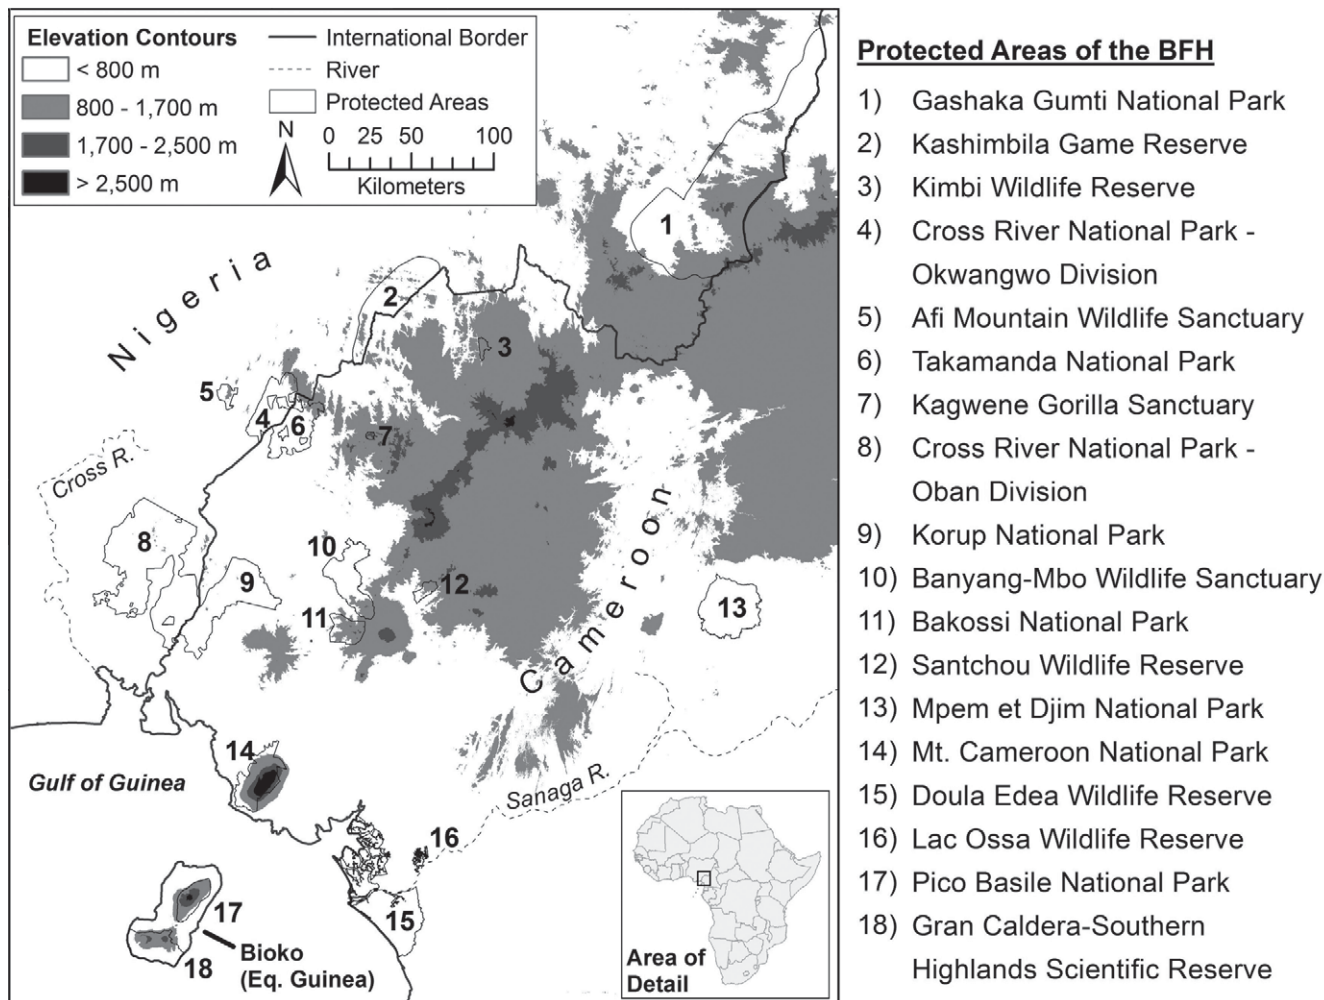 Elevation Contours
< 800 m
800 - 1,700 m
1,700 - 2,500 m
> 2,500 m
International Border
River
Protected Areas
N
0 25 50 100
Kilometers
Nigeria
1
2
3
5
4
6
7
Cross R.
8
9
10
11
12
Cameroon
13
14
Gulf of Guinea
Sanaga R.
16
15
17
Bioko
(Eq. Guinea)
18
Area of
Detail
Protected Areas of the BFH
1) Gashaka Gumti National Park
2) Kashimbila Game Reserve
3) Kimbi Wildlife Reserve
4) Cross River National Park -
Okwangwo Division
5) Afi Mountain Wildlife Sanctuary
6) Takamanda National Park
7) Kagwene Gorilla Sanctuary
8) Cross River National Park -
Oban Division
9) Korup National Park
10) Banyang-Mbo Wildlife Sanctuary
11) Bakossi National Park
12) Santchou Wildlife Reserve
13) Mpem et Djim National Park
14) Mt. Cameroon National Park
15) Doula Edea Wildlife Reserve
16) Lac Ossa Wildlife Reserve
17) Pico Basile National Park
18) Gran Caldera-Southern
Highlands Scientific Reserve